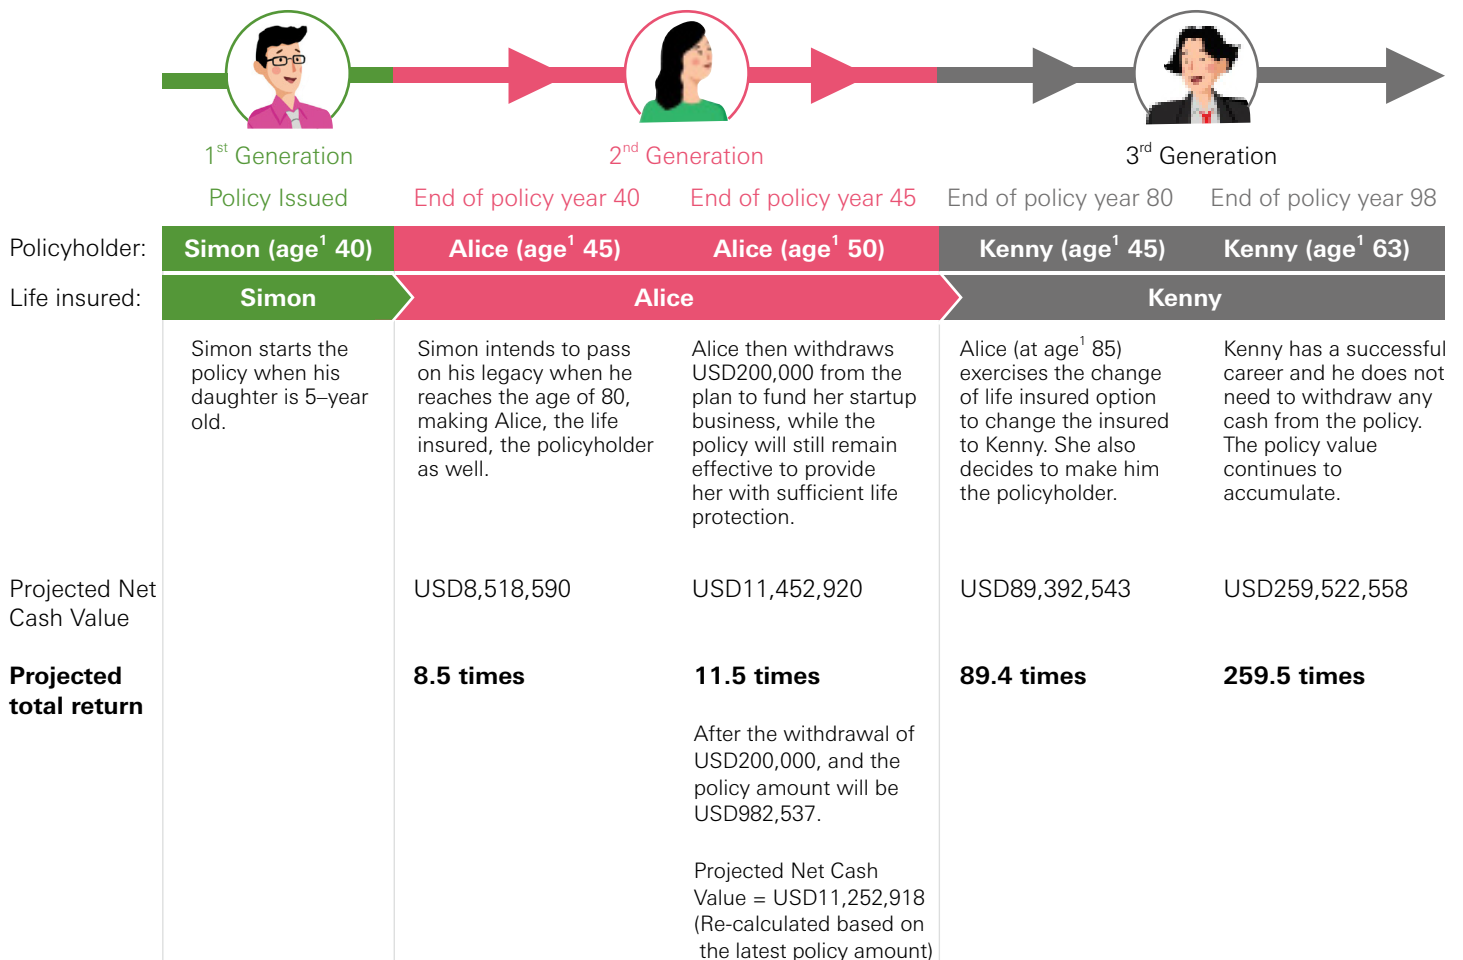 1st Generation
2nd Generation
3rd Generation
Policy Issued
End of policy year 40
End of policy year 45
End of policy year 80
End of policy year 98
Policyholder:
Simon (age1 40)
Alice (age1 45)
Alice (age1 50)
Kenny (age1 45)
Kenny (age1 63)
Life insured:
Simon
Alice
Kenny
Simon starts the
policy when his
daughter is 5–year
old.
Simon intends to pass
on his legacy when he
reaches the age of 80,
making Alice, the life
insured, the policyholder
as well.
Alice then withdraws
USD200,000 from the
plan to fund her startup
business, while the
policy will still remain
effective to provide
her with sufficient life
protection.
Alice (at age1 85)
exercises the change
of life insured option
to change the insured
to Kenny. She also
decides to make him
the policyholder.
Kenny has a successful
career and he does not
need to withdraw any
cash from the policy.
The policy value
continues to
accumulate.
Projected Net
Cash Value
USD8,518,590
USD11,452,920
USD89,392,543
USD259,522,558
Projected
total return
8.5 times
11.5 times
89.4 times
259.5 times
After the withdrawal of
USD200,000, and the
policy amount will be
USD982,537.
Projected Net Cash
Value = USD11,252,918
(Re-calculated based on
the latest policy amount)